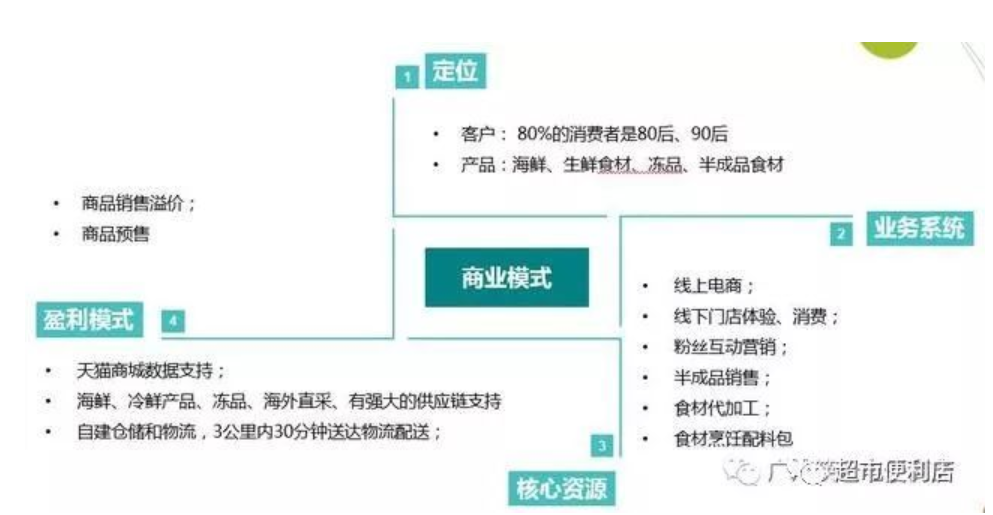 1 定位
• 客户： 80%的消费者是80后、90后
• 产品：海鲜、生鲜食材、冻品、半成品食材
• 商品销售溢价；
• 商品预售
2 业务系统
商业模式
• 线上电商；
• 线下门店体验、消费；
• 粉丝互动营销；
• 半成品销售；
• 食材代加工；
• 食材烹饪配料包
盈利模式 4
• 天猫商城数据支持；
• 海鲜、冷鲜产品、冻品、海外直采、有强大的供应链支持
• 自建仓储和物流，3公里内30分钟送达物流配送；
3
核心资源
超市便利店